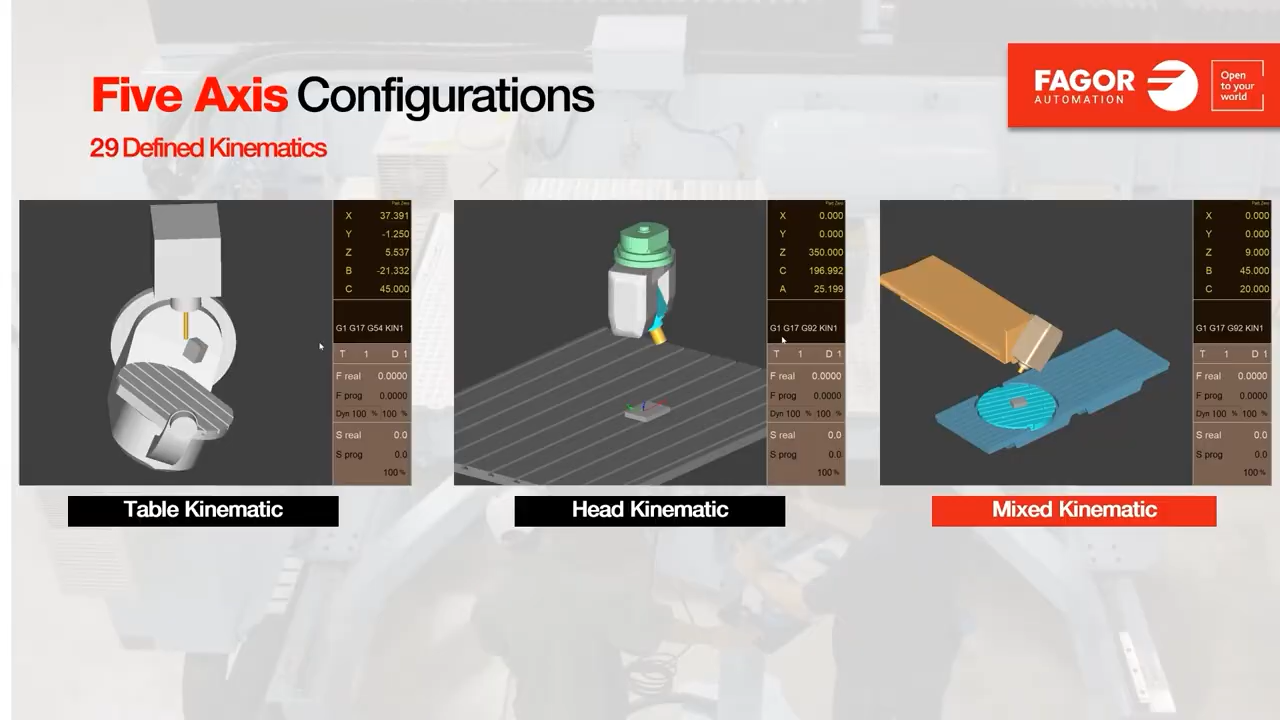 Five Axis Configurations
29 Defined Kinematics
FAGOR
AUTOMATION
Open
to your
world
Part Zero
X 37.391
Y -1.250
Z 5.537
B -21.332
C 45.000
G1 G17 G54 KIN1
T 1 D 1
F real 0.0000
F prog 0.0000
Dyn 100 % 100 %
S real 0.0
S prog 0.0
100 %
Table Kinematic
Part Zero
X 0.000
Y 0.000
Z 350.000
C 196.992
A 25.199
G1 G17 G92 KIN1
T 1 D 1
F real 0.0000
F prog 0.0000
Dyn 100 % 100 %
S real 0.0
S prog 0.0
100 %
Head Kinematic
Part Zero
X 0.000
Y 0.000
Z 9.000
B 45.000
C 20.000
G1 G17 G92 KIN1
T 1 D 1
F real 0.0000
F prog 0.0000
Dyn 100 % 100 %
S real 0.0
S prog 0.0
100 %
Mixed Kinematic